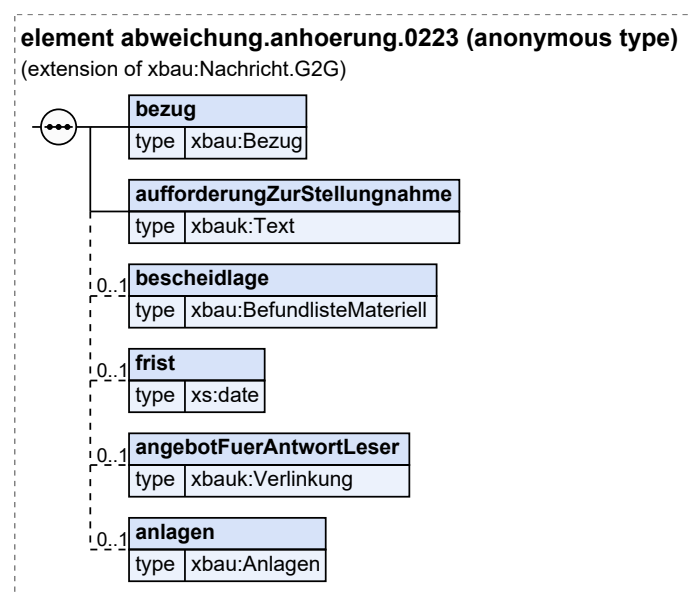 element abweichung.anhoerung.0223 (anonymous type)
(extension of xbau:Nachricht.G2G)
bezug
type xbau:Bezug
aufforderungZurStellungnahme
type xbauk:Text
0..1 bescheidlage
type xbau:BefundlisteMateriell
0..1 frist
type xs:date
0..1 angebotFuerAntwortLeser
type xbauk:Verlinkung
0..1 anlagen
type xbau:Anlagen